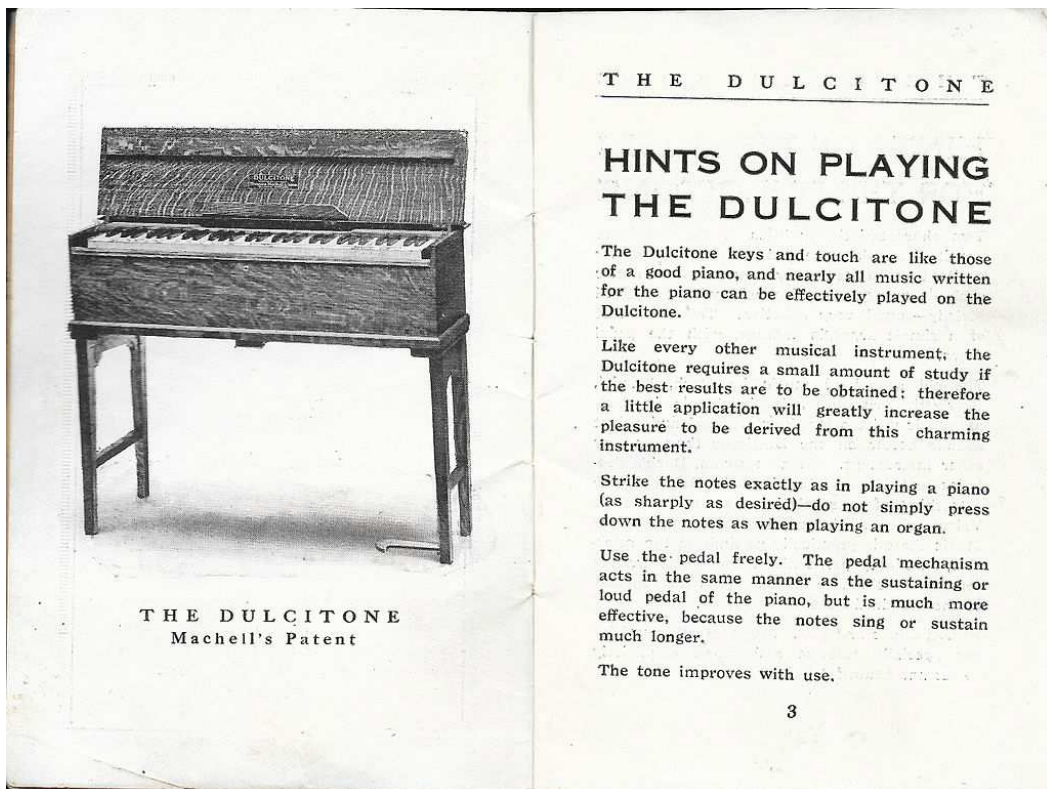 DULCITONE
THE DULCITONE
Machell's Patent
THE DULCITONE
HINTS ON PLAYING
THE DULCITONE
The Dulcitone keys and touch are like those
of a good piano, and nearly all music written
for the piano can be effectively played on the
Dulcitone.
Like every other musical instrument, the
Dulcitone requires a small amount of study if
the best results are to be obtained: therefore
a little application will greatly increase the
pleasure to be derived from this charming
instrument.
Strike the notes exactly as in playing a piano
(as sharply as desired)—do not simply press
down the notes as when playing an organ.
Use the pedal freely. The pedal mechanism
acts in the same manner as the sustaining or
loud pedal of the piano, but is much more
effective, because the notes sing or sustain
much longer.
The tone improves with use.
3